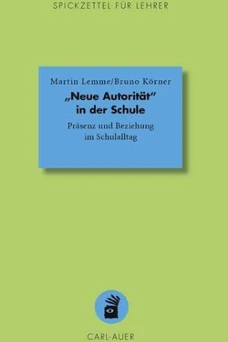 SPICKZETTEL FÜR LEHRER
Martin Lemme/Bruno Körner
„Neue Autorität“
in der Schule
Präsenz und Beziehung
im Schulalltag
CARL-AUER